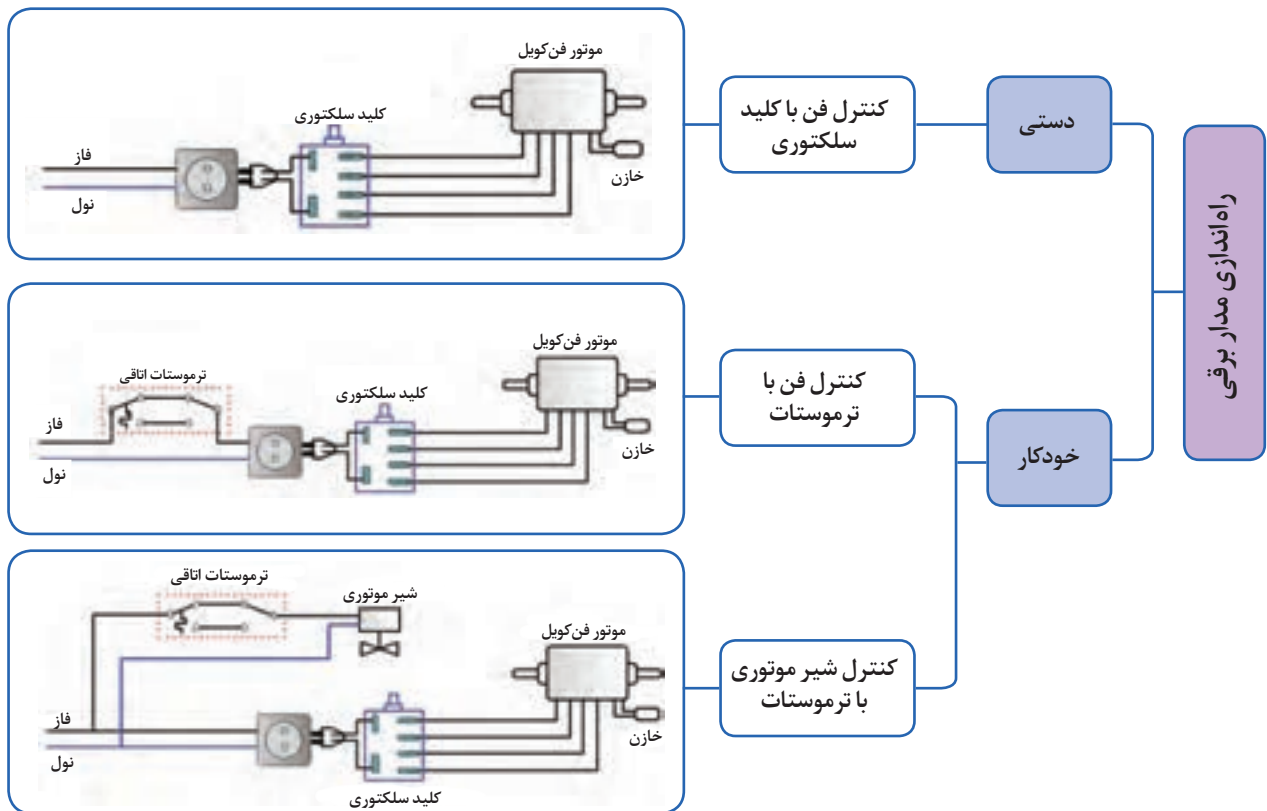 راه‌اندازی مدار برقی
دستی
کنترل فن با کلید
سلکتوری
موتور فن‌کویل
کلید سلکتوری
خازن
فاز
نول
خودکار
کنترل فن با
ترموستات
موتور فن‌کویل
کلید سلکتوری
ترموستات اتاقی
خازن
فاز
نول
کنترل شیر موتوری
با ترموستات
ترموستات اتاقی
شیر موتوری
موتور فن‌کویل
خازن
فاز
نول
کلید سلکتوری